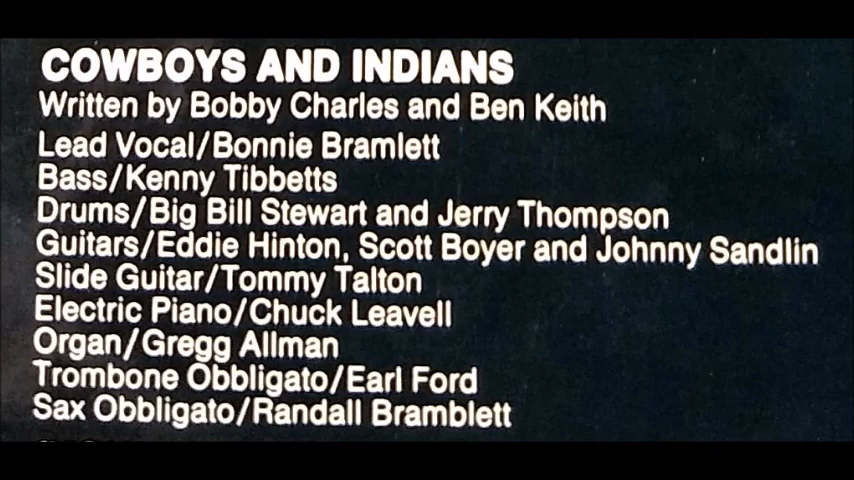 COWBOYS AND INDIANS
Written by Bobby Charles and Ben Keith
Lead Vocal/Bonnie Bramlett
Bass/Kenny Tibbetts
Drums/Big Bill Stewart and Jerry Thompson
Guitars/Eddie Hinton, Scott Boyer and Johnny Sandlin
Slide Guitar/Tommy Talton
Electric Piano/Chuck Leavell
Organ/Gregg Allman
Trombone Obbligato/Earl Ford
Sax Obbligato/Randall Bramblett